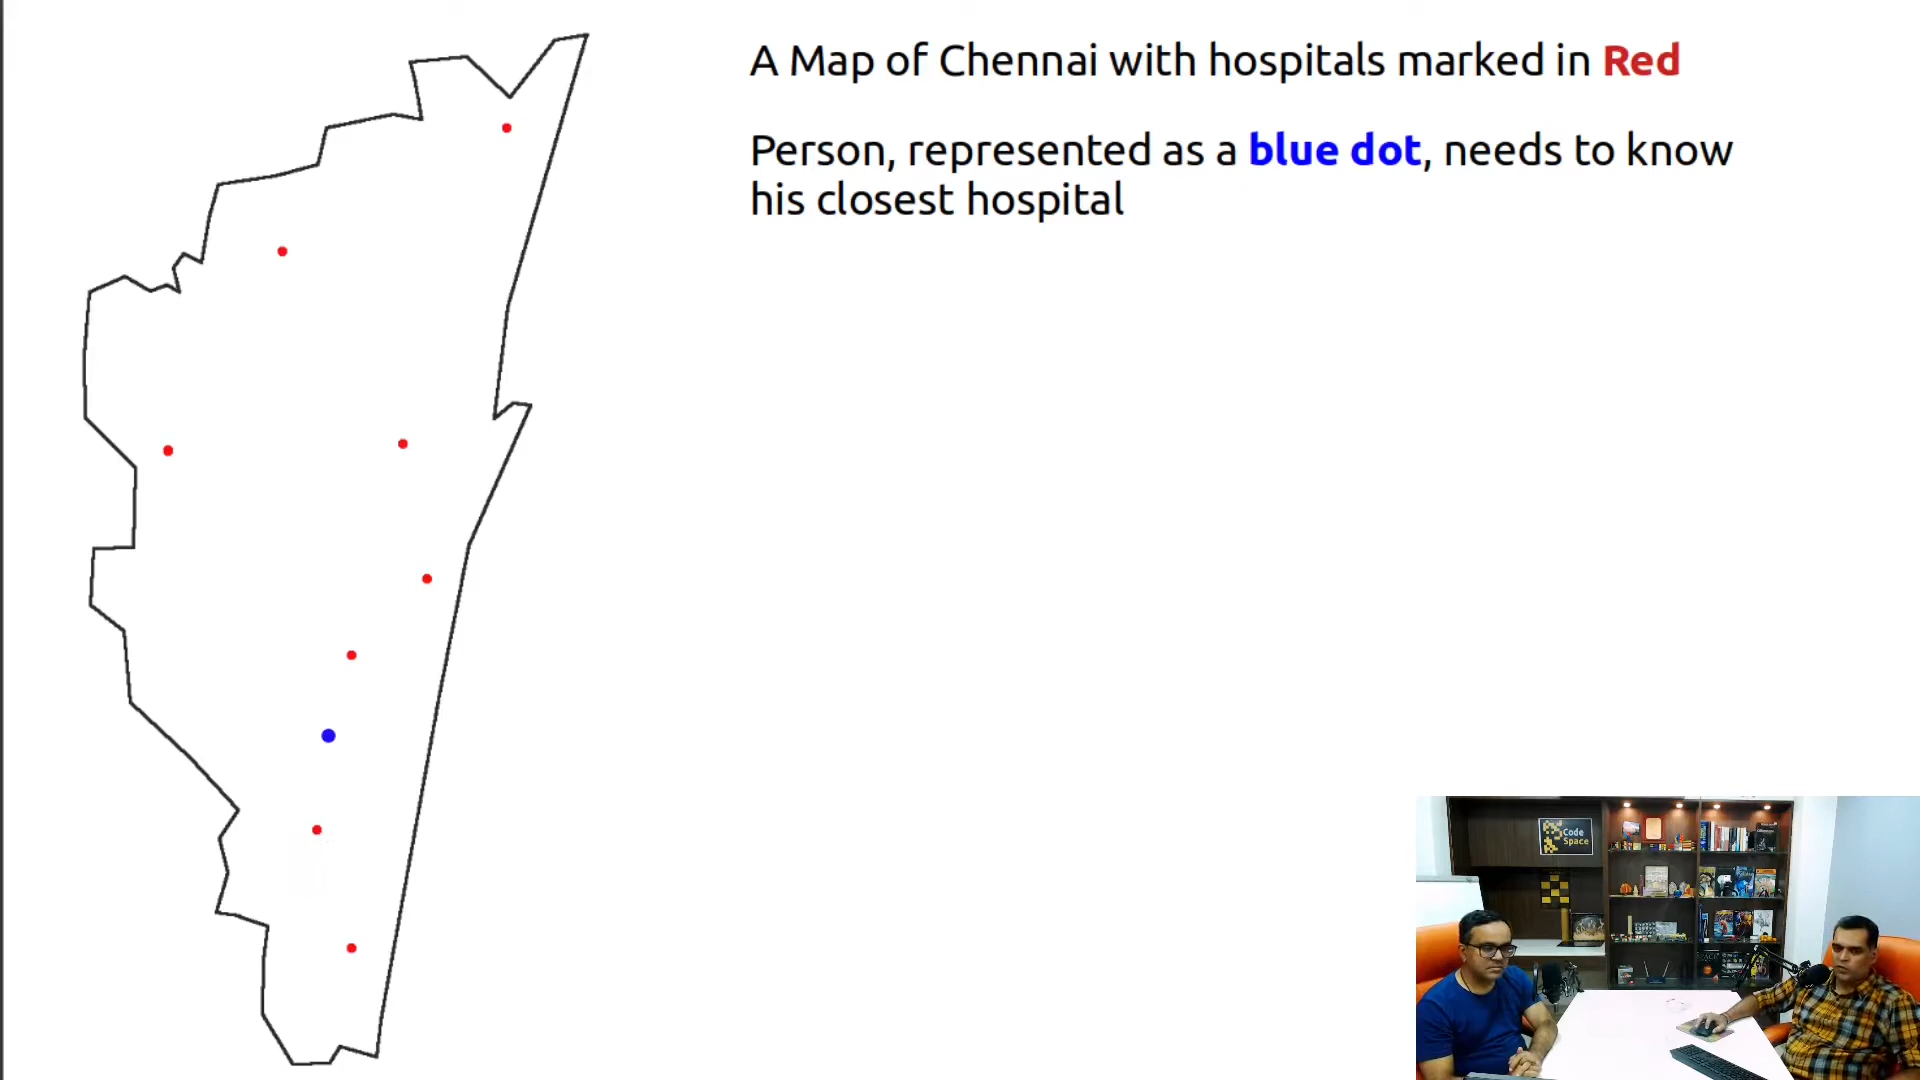 A Map of Chennai with hospitals marked in Red
Person, represented as a blue dot, needs to know
his closest hospital
Code
Space